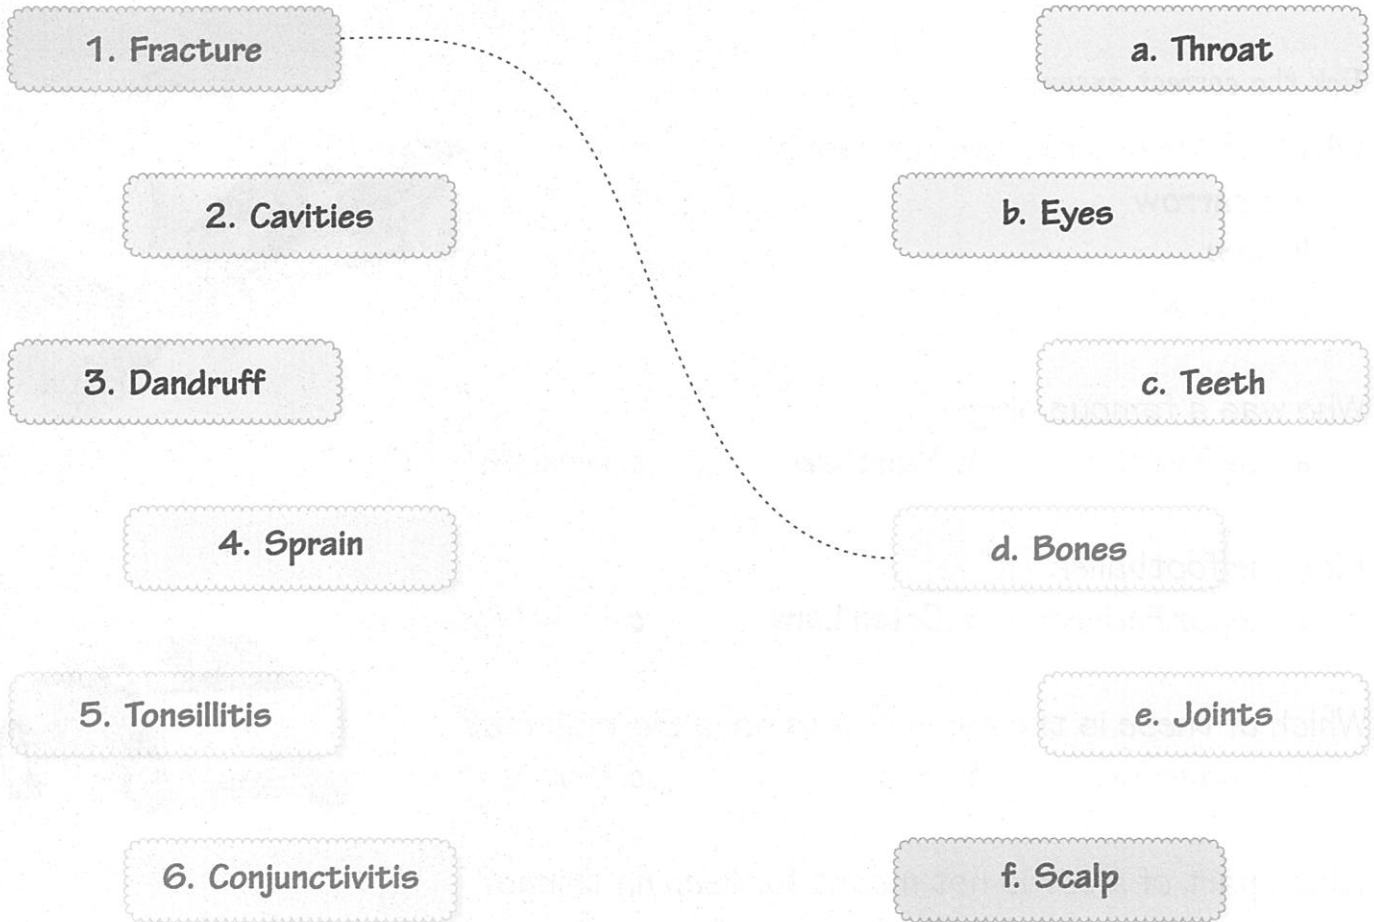 1. Fracture
a. Throat
2. Cavities
b. Eyes
3. Dandruff
c. Teeth
4. Sprain
d. Bones
5. Tonsillitis
e. Joints
6. Conjunctivitis
f. Scalp